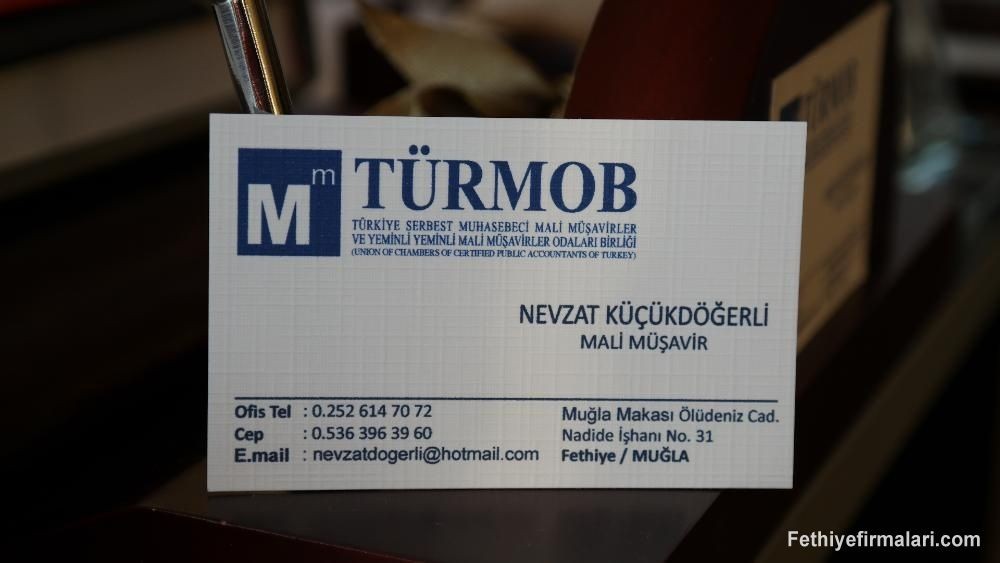 Mm
TÜRMOB
TÜRKİYE SERBEST MUHASEBECİ MALİ MÜŞAVİRLER
VE YEMİNLİ YEMİNLİ MALİ MÜŞAVİRLER ODALARI BİRLİĞİ
(UNION OF CHAMBERS OF CERTIFIED PUBLIC ACCOUNTANTS OF TURKEY)
NEVZAT KÜÇÜKDÖĞERLİ
MALİ MÜŞAVİR
Ofis Tel : 0.252 614 70 72
Cep : 0.536 396 39 60
E.mail : nevzatdogerli@hotmail.com
Muğla Makası Ölüdeniz Cad.
Nadide İşhanı No. 31
Fethiye / MUĞLA
TÜRMOB
Fethiyefirmalari.com